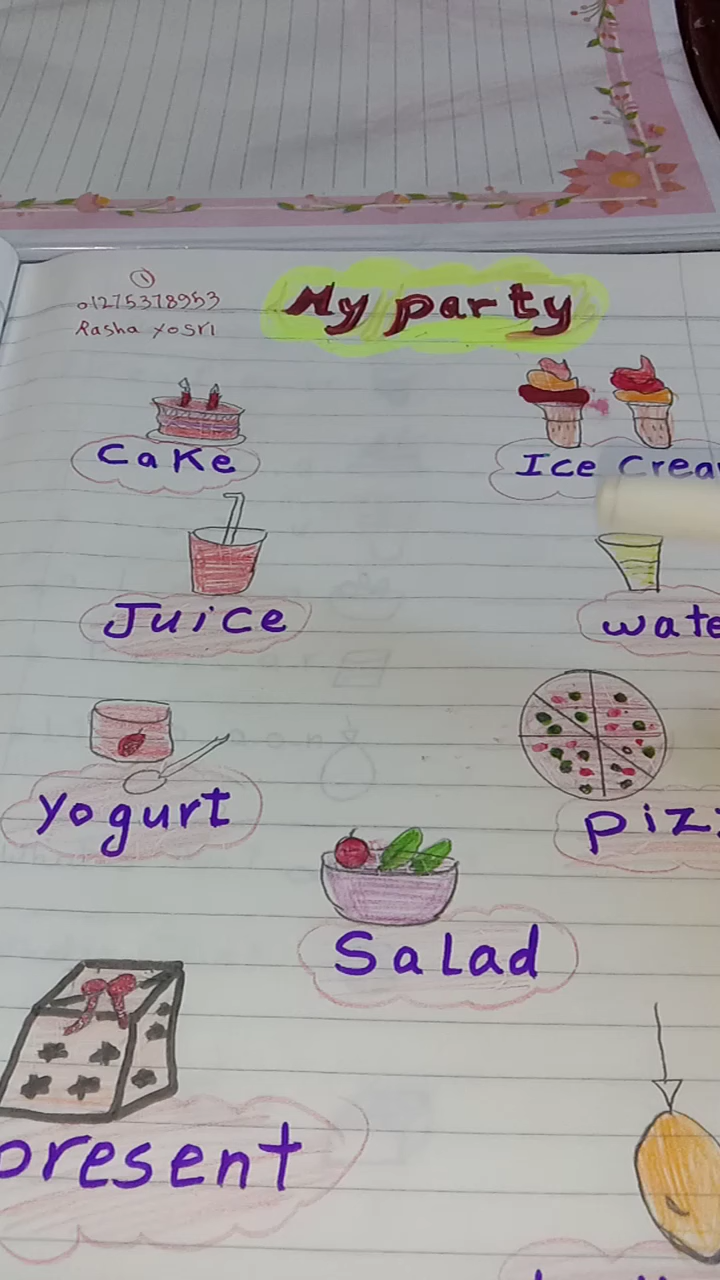 ①
01275378953
Rasha Yosri
My party
Cake
Ice Crea
Juice
wate
yogurt
piz
Salad
present